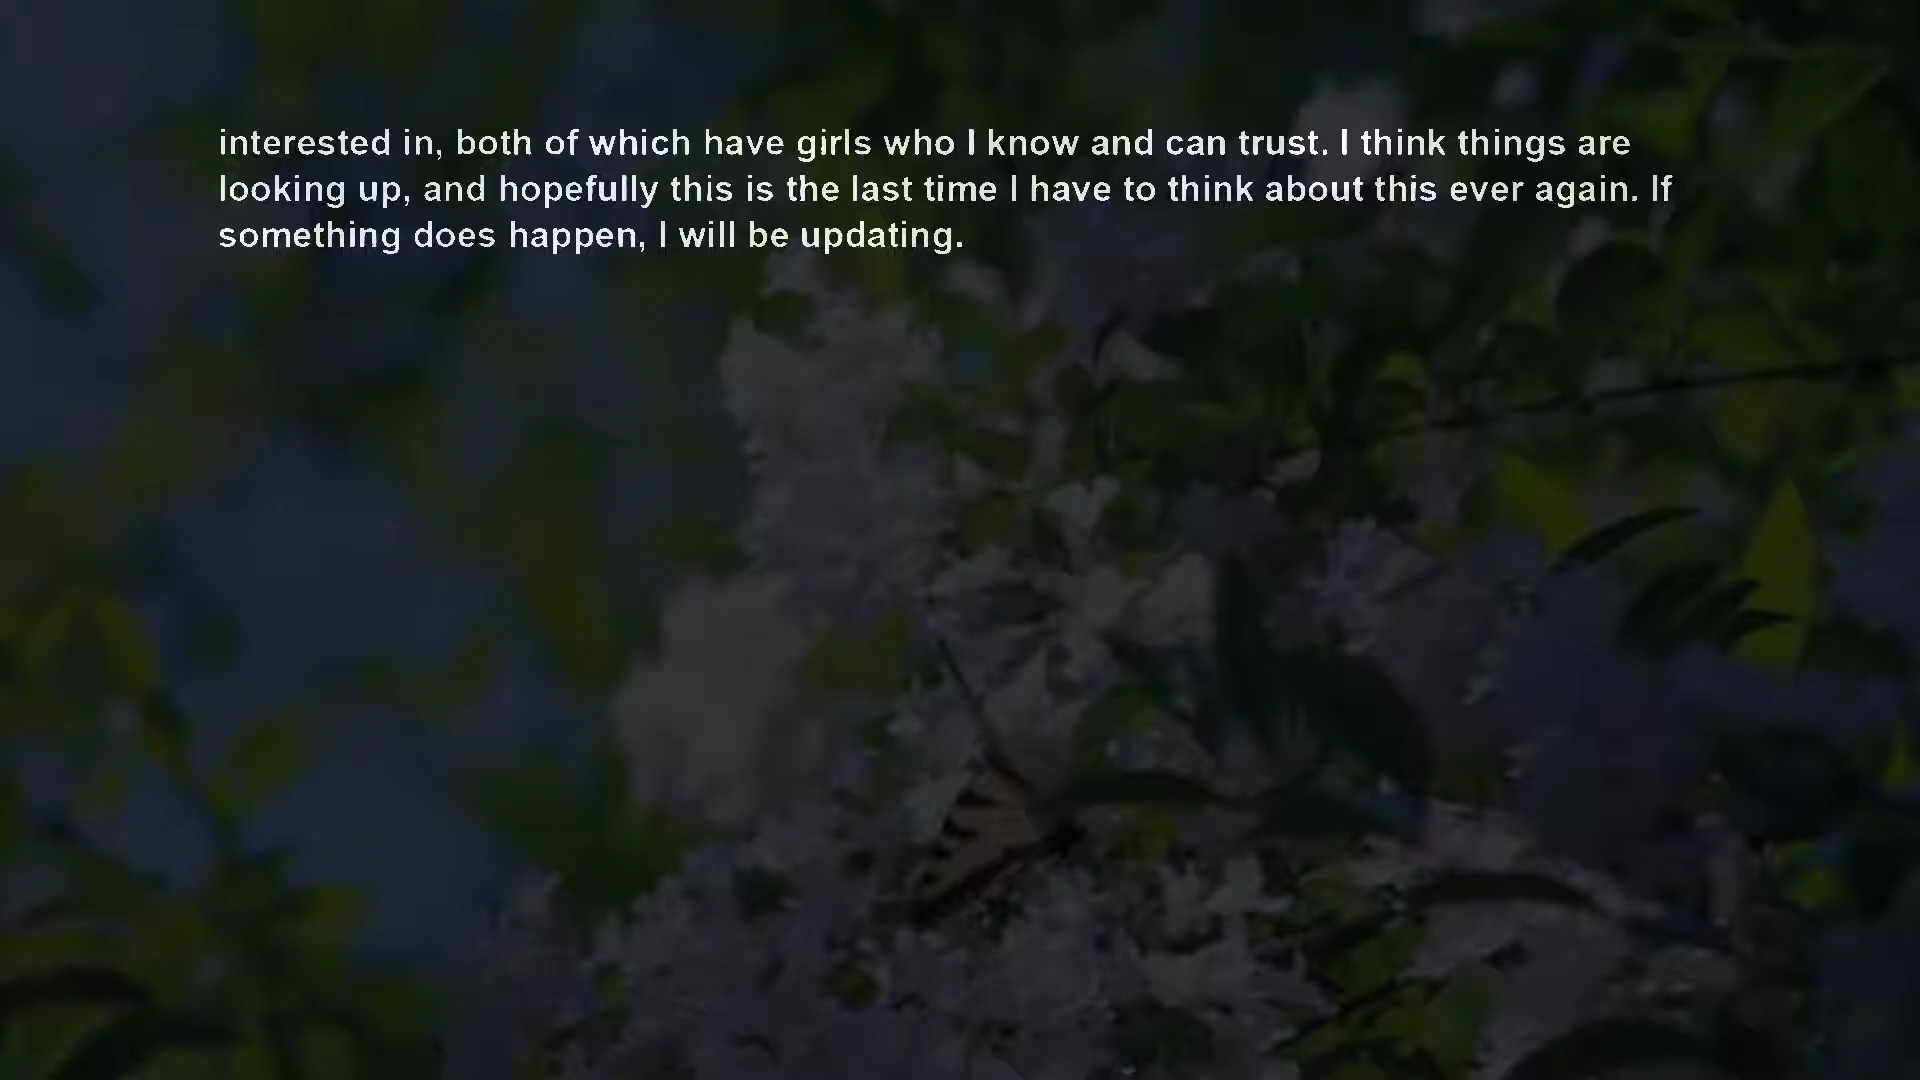 interested in, both of which have girls who I know and can trust. I think things are
looking up, and hopefully this is the last time I have to think about this ever again. If
something does happen, I will be updating.